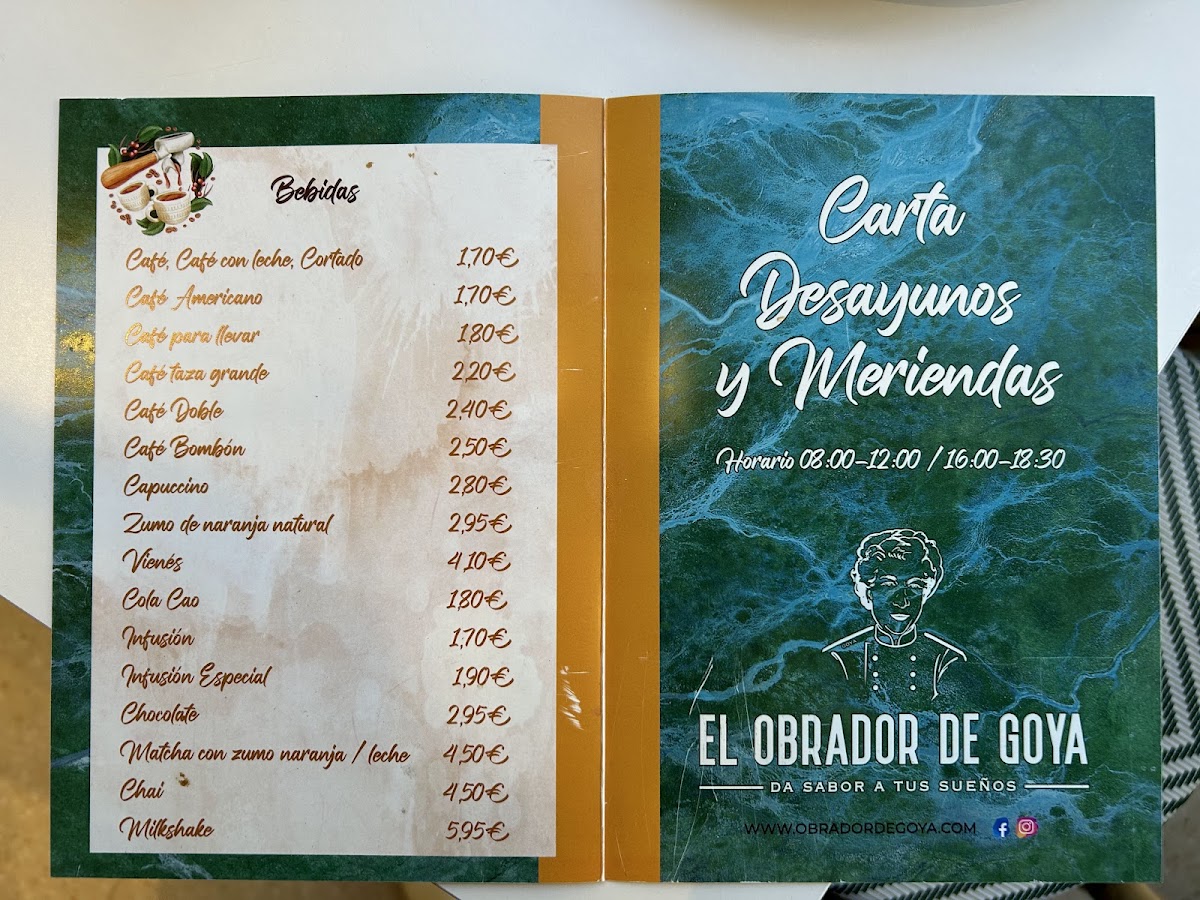 Bebidas
Café, Café con leche, Cortado 1,70€
Café Americano 1,70€
Café para llevar 1,80€
Café taza grande 2,20€
Café Doble 2,40€
Café Bombón 2,50€
Capuccino 2,80€
Zumo de naranja natural 2,95€
Vienés 4,10€
Cola Cao 1,80€
Infusión 1,70€
Infusión Especial 1,90€
Chocolate 2,95€
Matcha con zumo naranja / leche 4,50€
Chai 4,50€
Milkshake 5,95€
Carta
Desayunos
y Meriendas
Horario 08:00-12:00 / 16:00-18:30
EL OBRADOR DE GOYA
DA SABOR A TUS SUEÑOS
WWW.OBRADORDEGOYA.COM